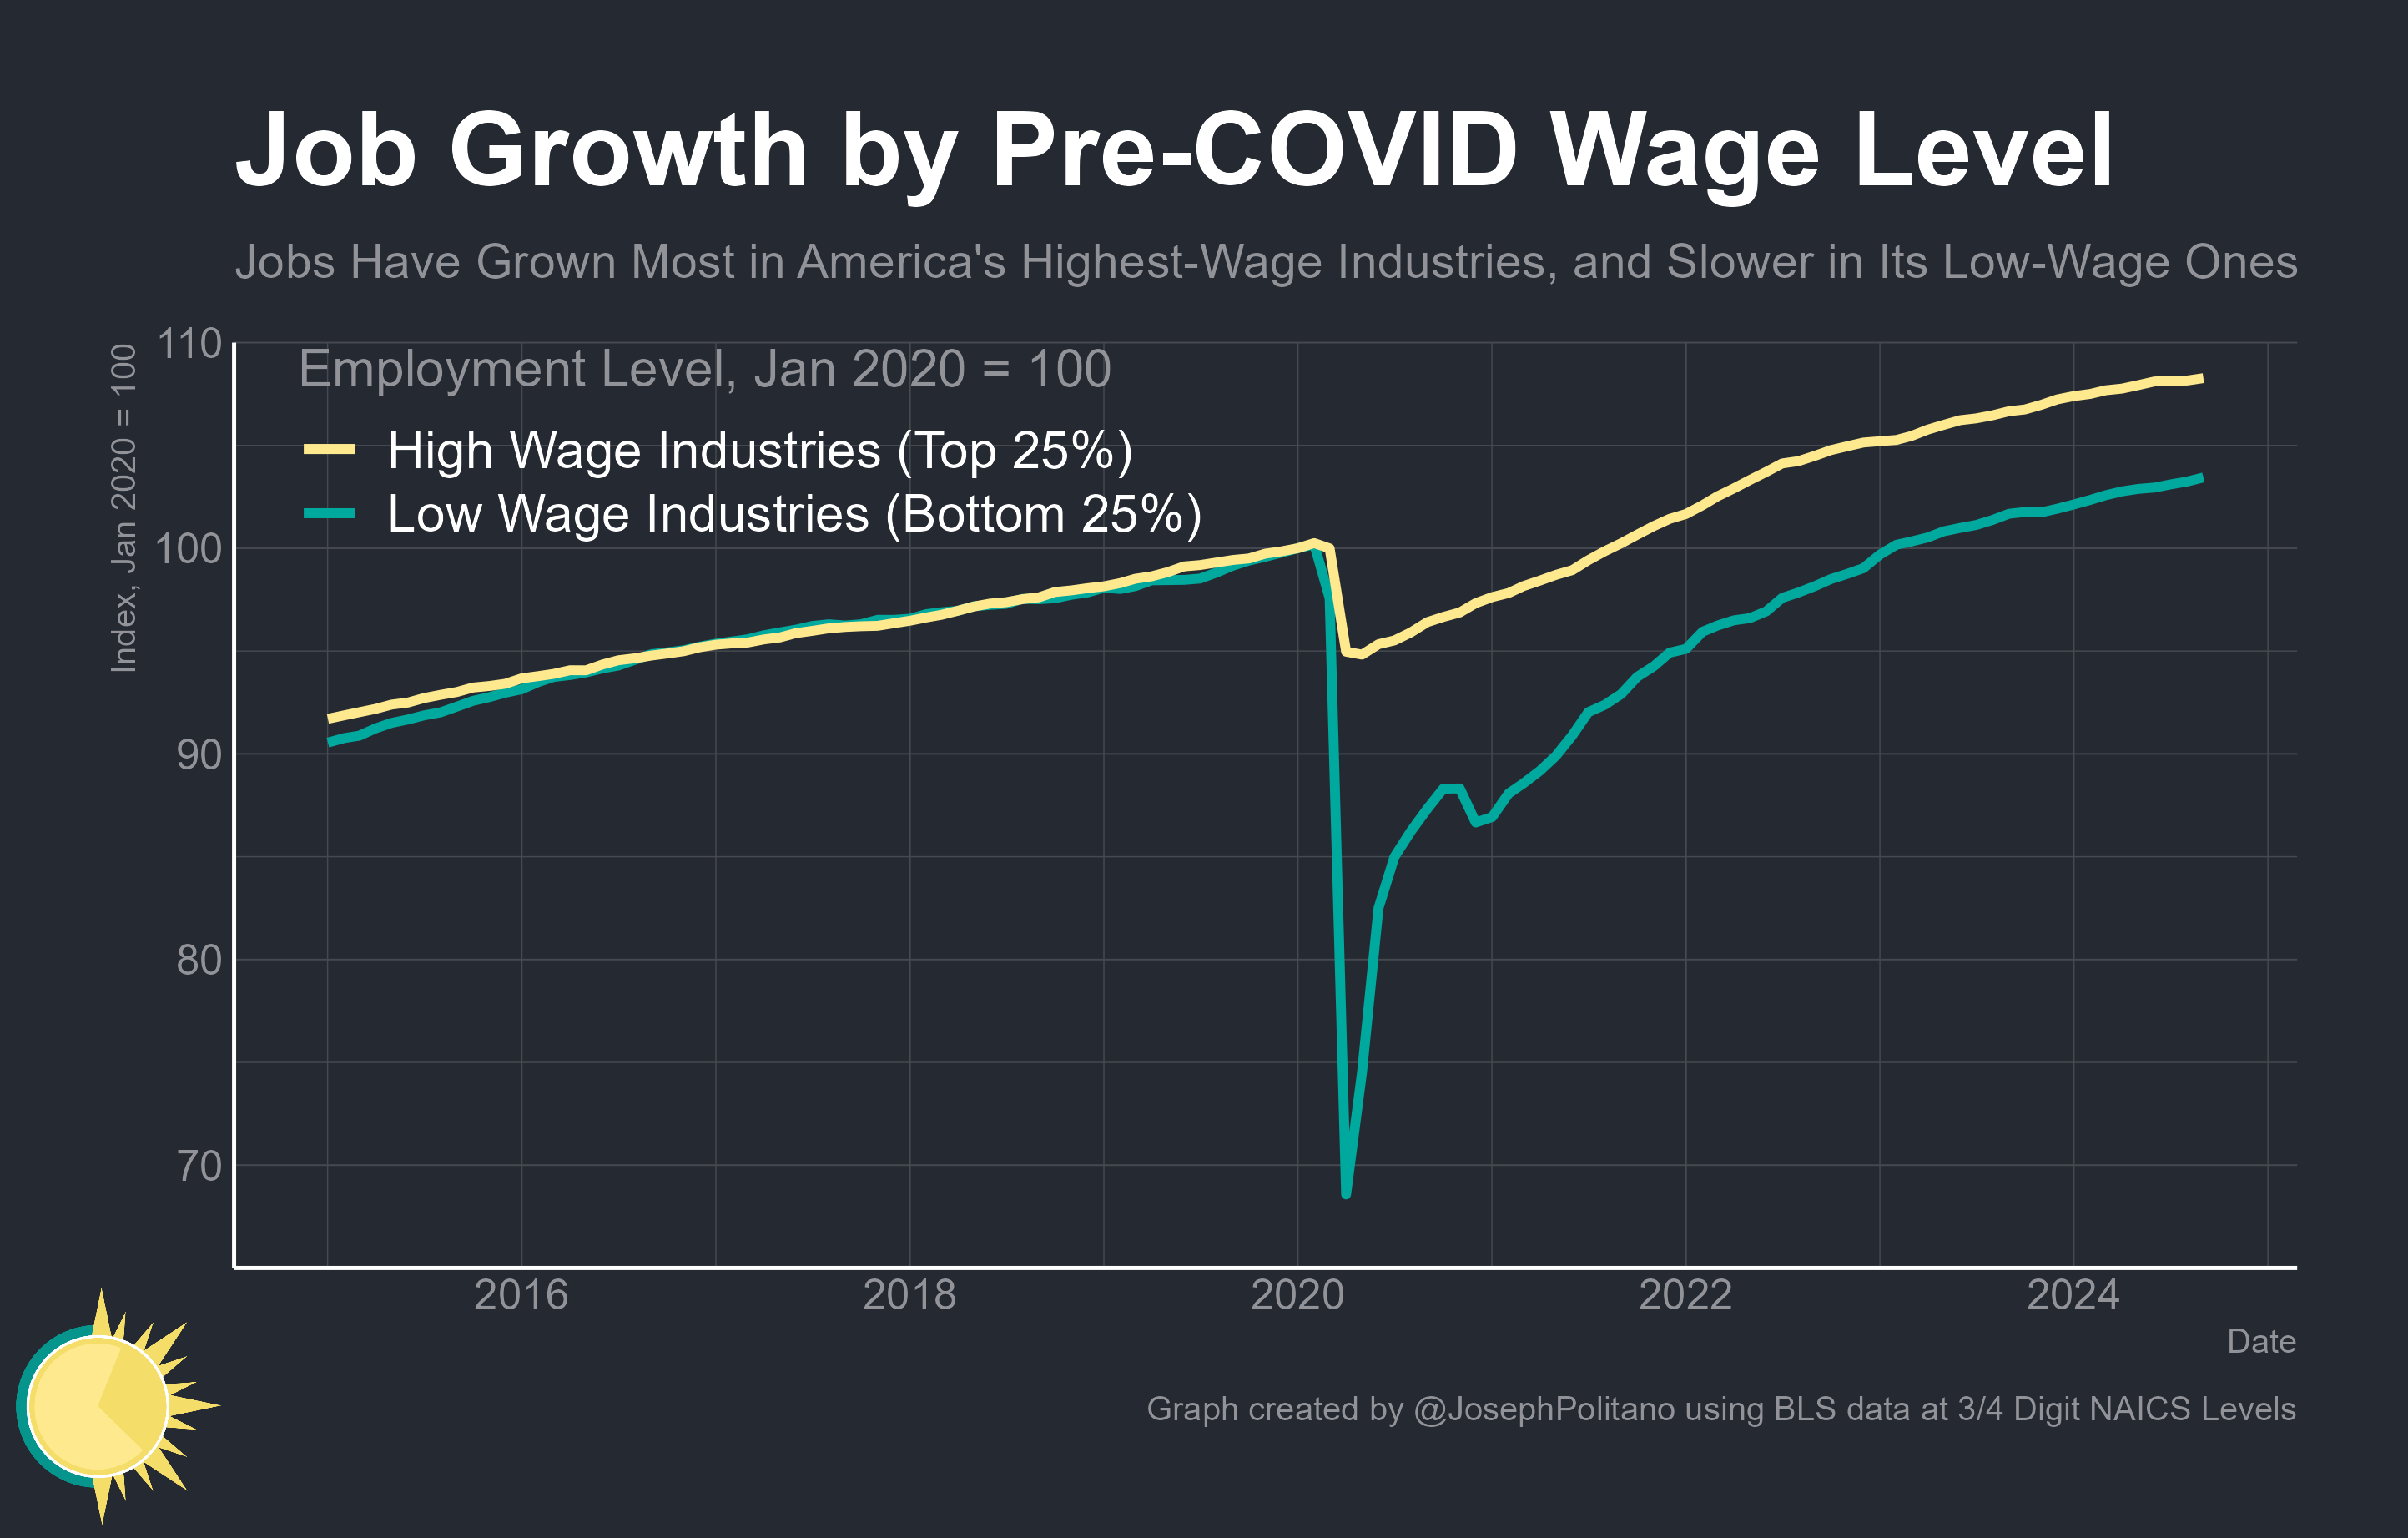 Job Growth by Pre-COVID Wage Level
Jobs Have Grown Most in America's Highest-Wage Industries, and Slower in Its Low-Wage Ones
Index, Jan 2020 = 100
Employment Level, Jan 2020 = 100
High Wage Industries (Top 25%)
Low Wage Industries (Bottom 25%)
110
100
90
80
70
2016 2018 2020 2022 2024
Date
Graph created by @JosephPolitano using BLS data at 3/4 Digit NAICS Levels